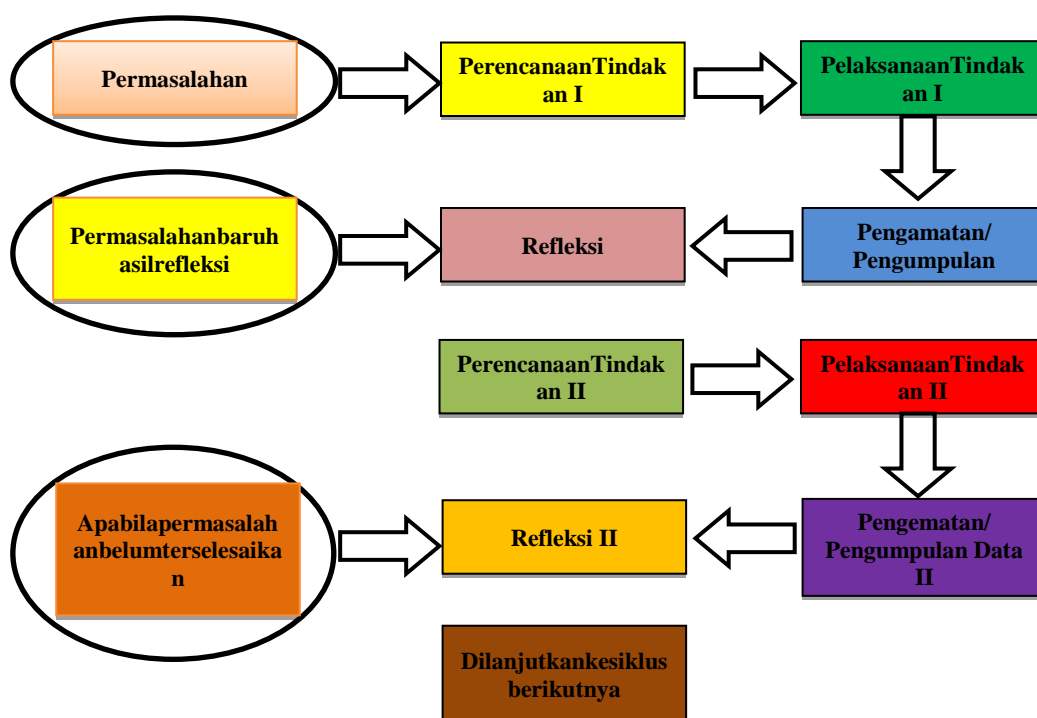 Permasalahan
PerencanaanTindak
an I
PelaksanaanTindak
an I
Permasalahanbaruh
asilrefleksi
Refleksi
Pengamatan/
Pengumpulan
PerencanaanTindak
an II
PelaksanaanTindak
an II
Apabilapermasalah
anbelumterselesaika
n
Refleksi II
Pengematan/
Pengumpulan Data
II
Dilanjutkankesiklus
berikutnya